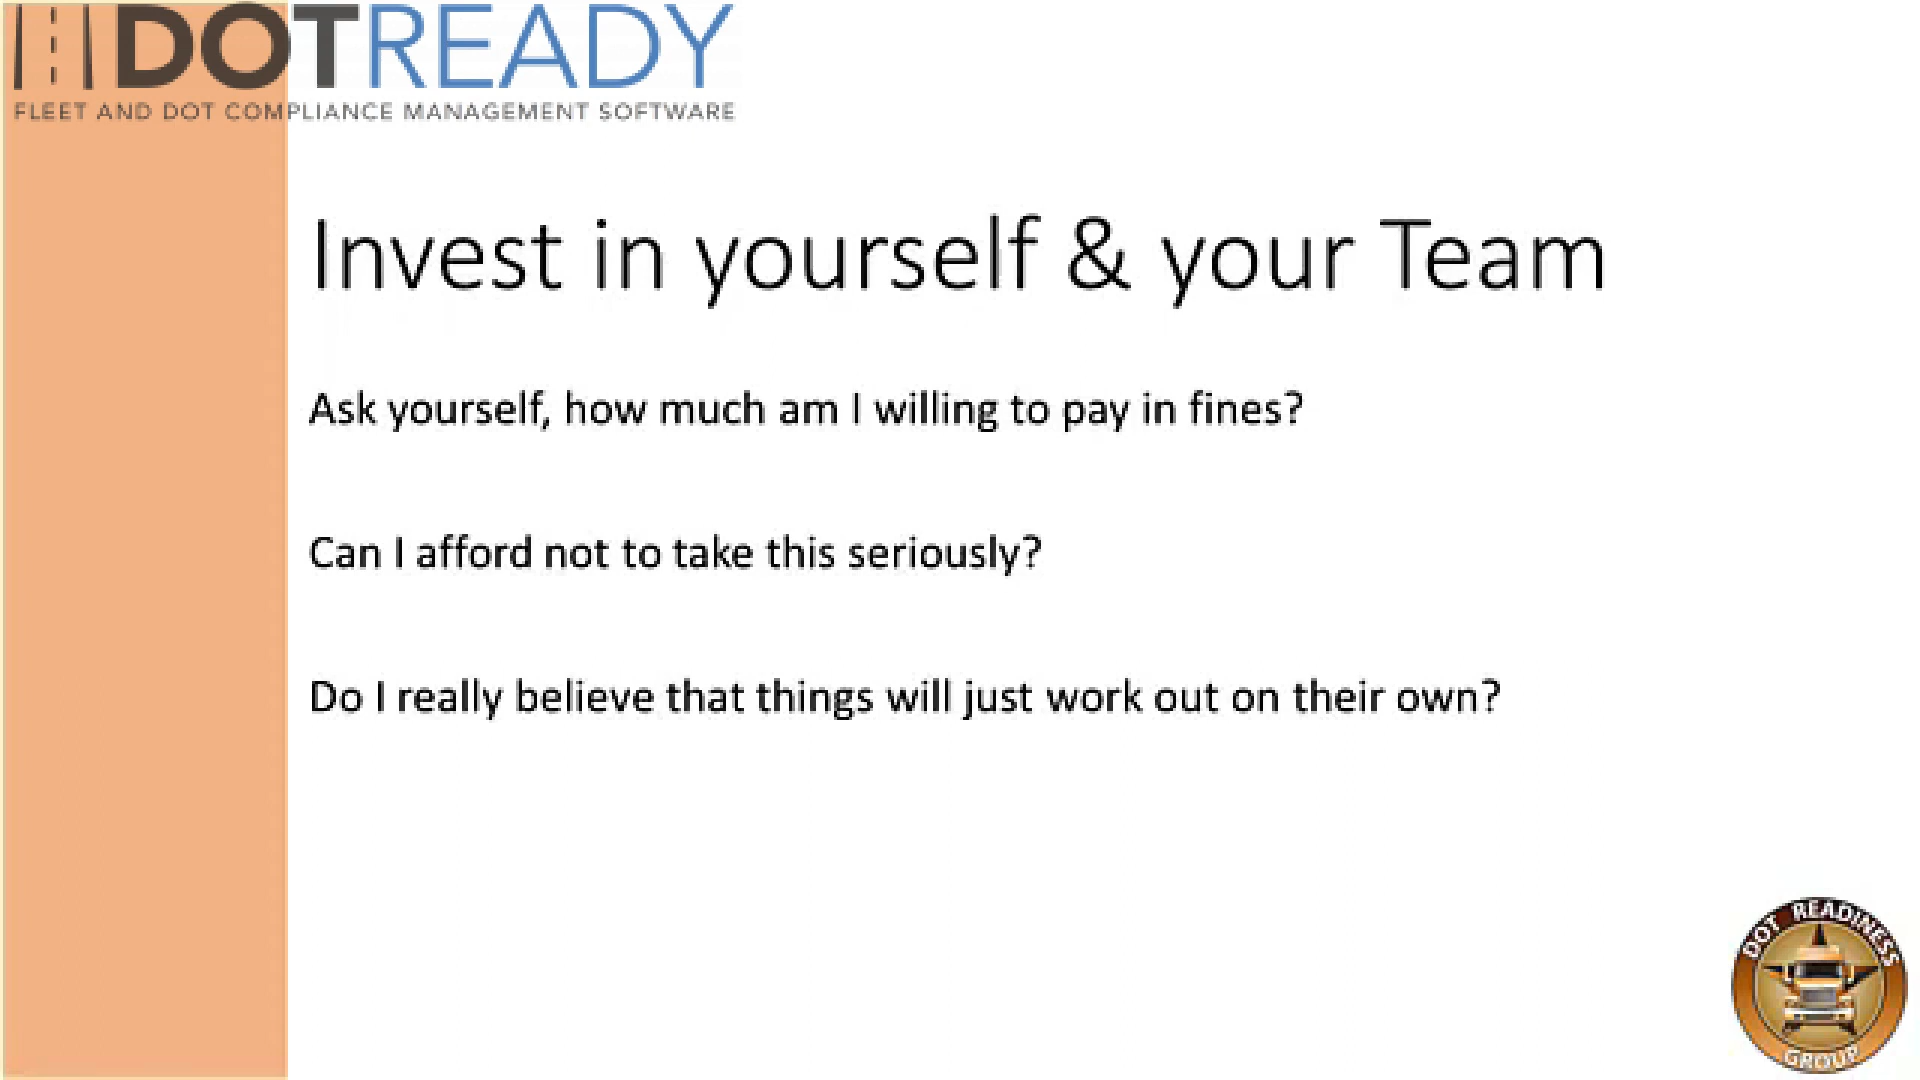 DOTREADY
FLEET AND DOT COMPLIANCE MANAGEMENT SOFTWARE
Invest in yourself & your Team
Ask yourself, how much am I willing to pay in fines?
Can I afford not to take this seriously?
Do I really believe that things will just work out on their own?
DOT READINESS
GROUP